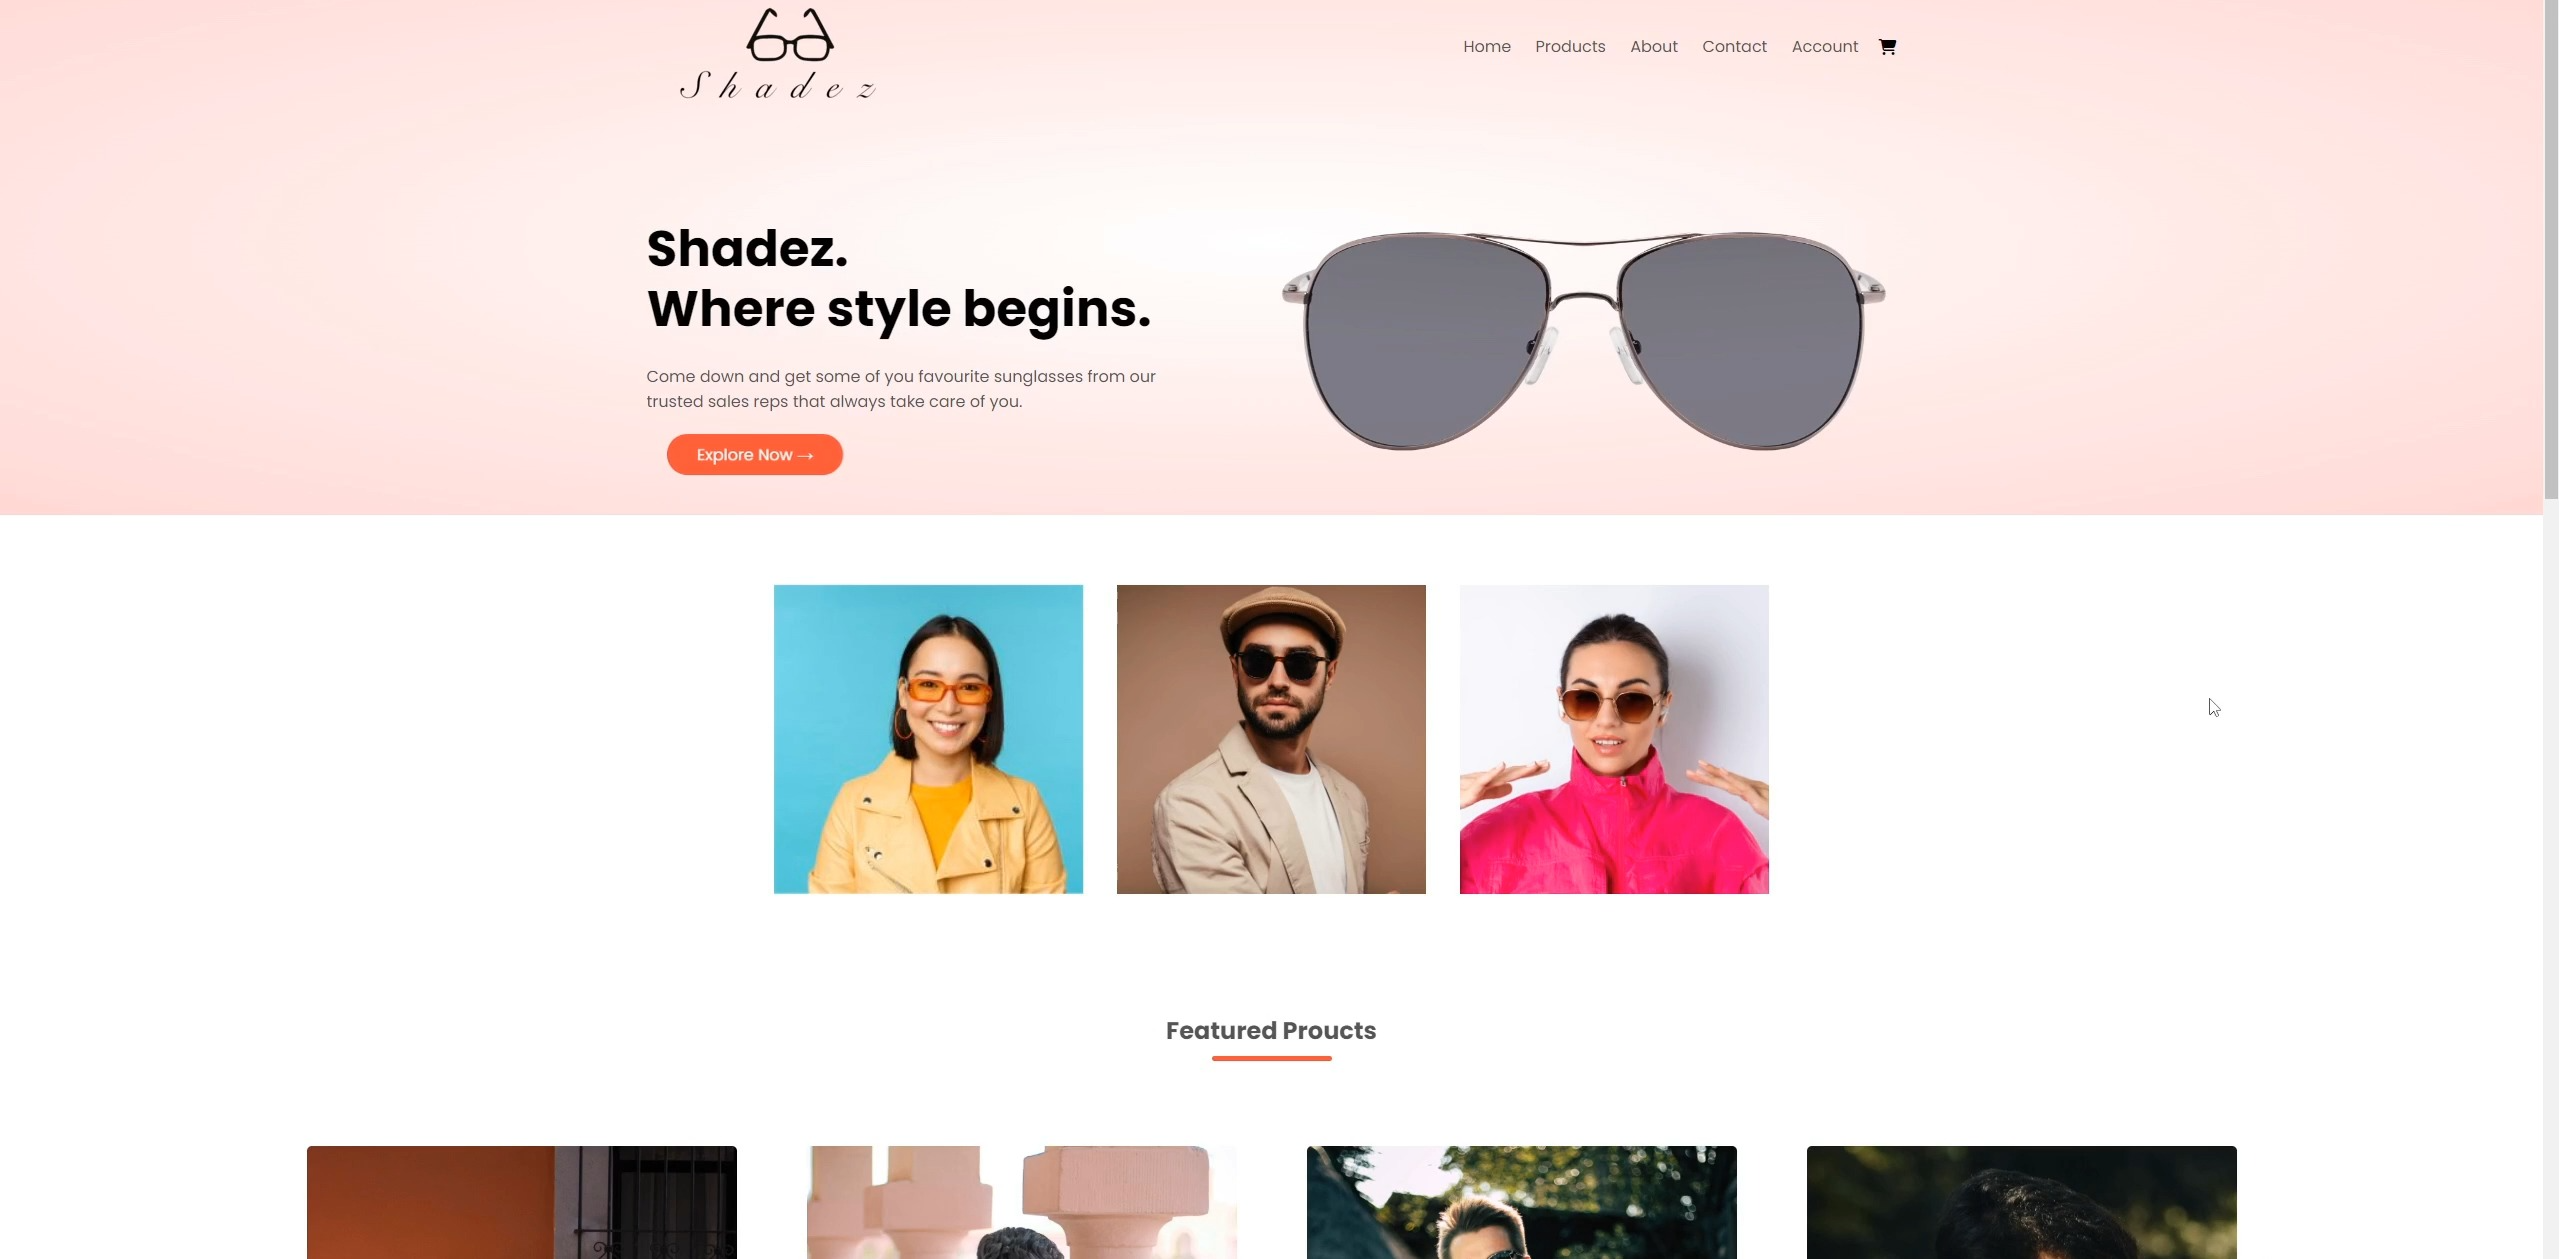 Shadez
Home Products About Contact Account
Shadez.
Where style begins.
Come down and get some of you favourite sunglasses from our
trusted sales reps that always take care of you.
Explore Now →
Featured Proucts